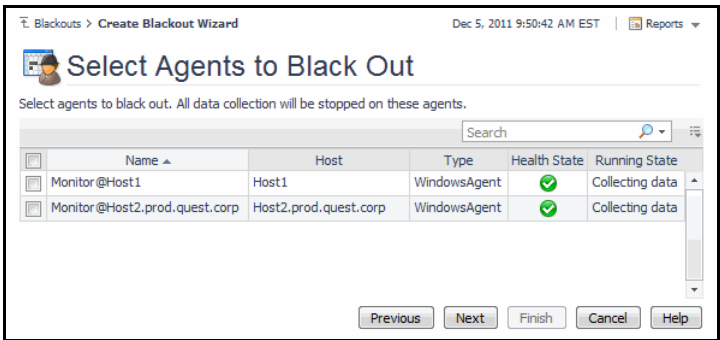 Blackouts > Create Blackout Wizard Dec 5, 2011 9:50:42 AM EST | Reports
Select Agents to Black Out
Select agents to black out. All data collection will be stopped on these agents.
Search
Name Host Type Health State Running State
Monitor@Host1 Host1 WindowsAgent Collecting data
Monitor@Host2.prod.quest.corp Host2.prod.quest.corp WindowsAgent Collecting data
Previous Next Finish Cancel Help